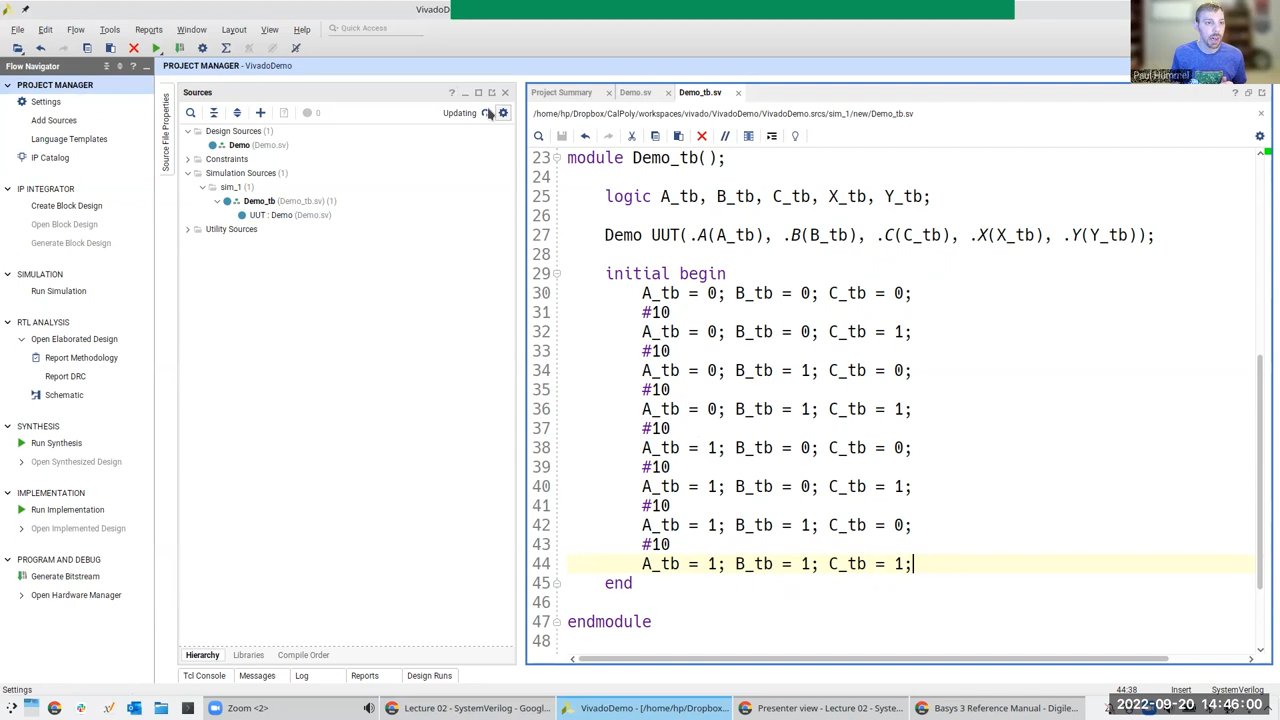 VivadoD
File Edit Flow Tools Reports Window Layout View Help Quick Access
Flow Navigator
PROJECT MANAGER - VivadoDemo
Paul Hummel
PROJECT MANAGER
Settings
Add Sources
Language Templates
IP Catalog
IP INTEGRATOR
Create Block Design
Open Block Design
Generate Block Design
SIMULATION
Run Simulation
RTL ANALYSIS
Open Elaborated Design
Report Methodology
Report DRC
Schematic
SYNTHESIS
Run Synthesis
Open Synthesized Design
IMPLEMENTATION
Run Implementation
Open Implemented Design
PROGRAM AND DEBUG
Generate Bitstream
Open Hardware Manager
Source File Properties
Sources
0
Updating
Design Sources (1)
Demo (Demo.sv)
Constraints
Simulation Sources (1)
sim_1 (1)
Demo_tb (Demo_tb.sv) (1)
UUT : Demo (Demo.sv)
Utility Sources
Hierarchy Libraries Compile Order
Project Summary Demo.sv Demo_tb.sv
/home/hp/Dropbox/CalPoly/workspaces/vivado/VivadoDemo/VivadoDemo.srcs/sim_1/new/Demo_tb.sv
23 module Demo_tb();
24
25 logic A_tb, B_tb, C_tb, X_tb, Y_tb;
26
27 Demo UUT(.A(A_tb), .B(B_tb), .C(C_tb), .X(X_tb), .Y(Y_tb));
28
29 initial begin
30 A_tb = 0; B_tb = 0; C_tb = 0;
31 #10
32 A_tb = 0; B_tb = 0; C_tb = 1;
33 #10
34 A_tb = 0; B_tb = 1; C_tb = 0;
35 #10
36 A_tb = 0; B_tb = 1; C_tb = 1;
37 #10
38 A_tb = 1; B_tb = 0; C_tb = 0;
39 #10
40 A_tb = 1; B_tb = 0; C_tb = 1;
41 #10
42 A_tb = 1; B_tb = 1; C_tb = 0;
43 #10
44 A_tb = 1; B_tb = 1; C_tb = 1;
45 end
46
47 endmodule
48
Tcl Console Messages Log Reports Design Runs
Settings
44:38 Insert SystemVerilog
Zoom <2>
Lecture 02 - SystemVerilog - Googl...
VivadoDemo - [/home/hp/Dropbox...
Presenter view - Lecture 02 - Syste...
Basys 3 Reference Manual - Digile...
2022-09-20 14:46:00